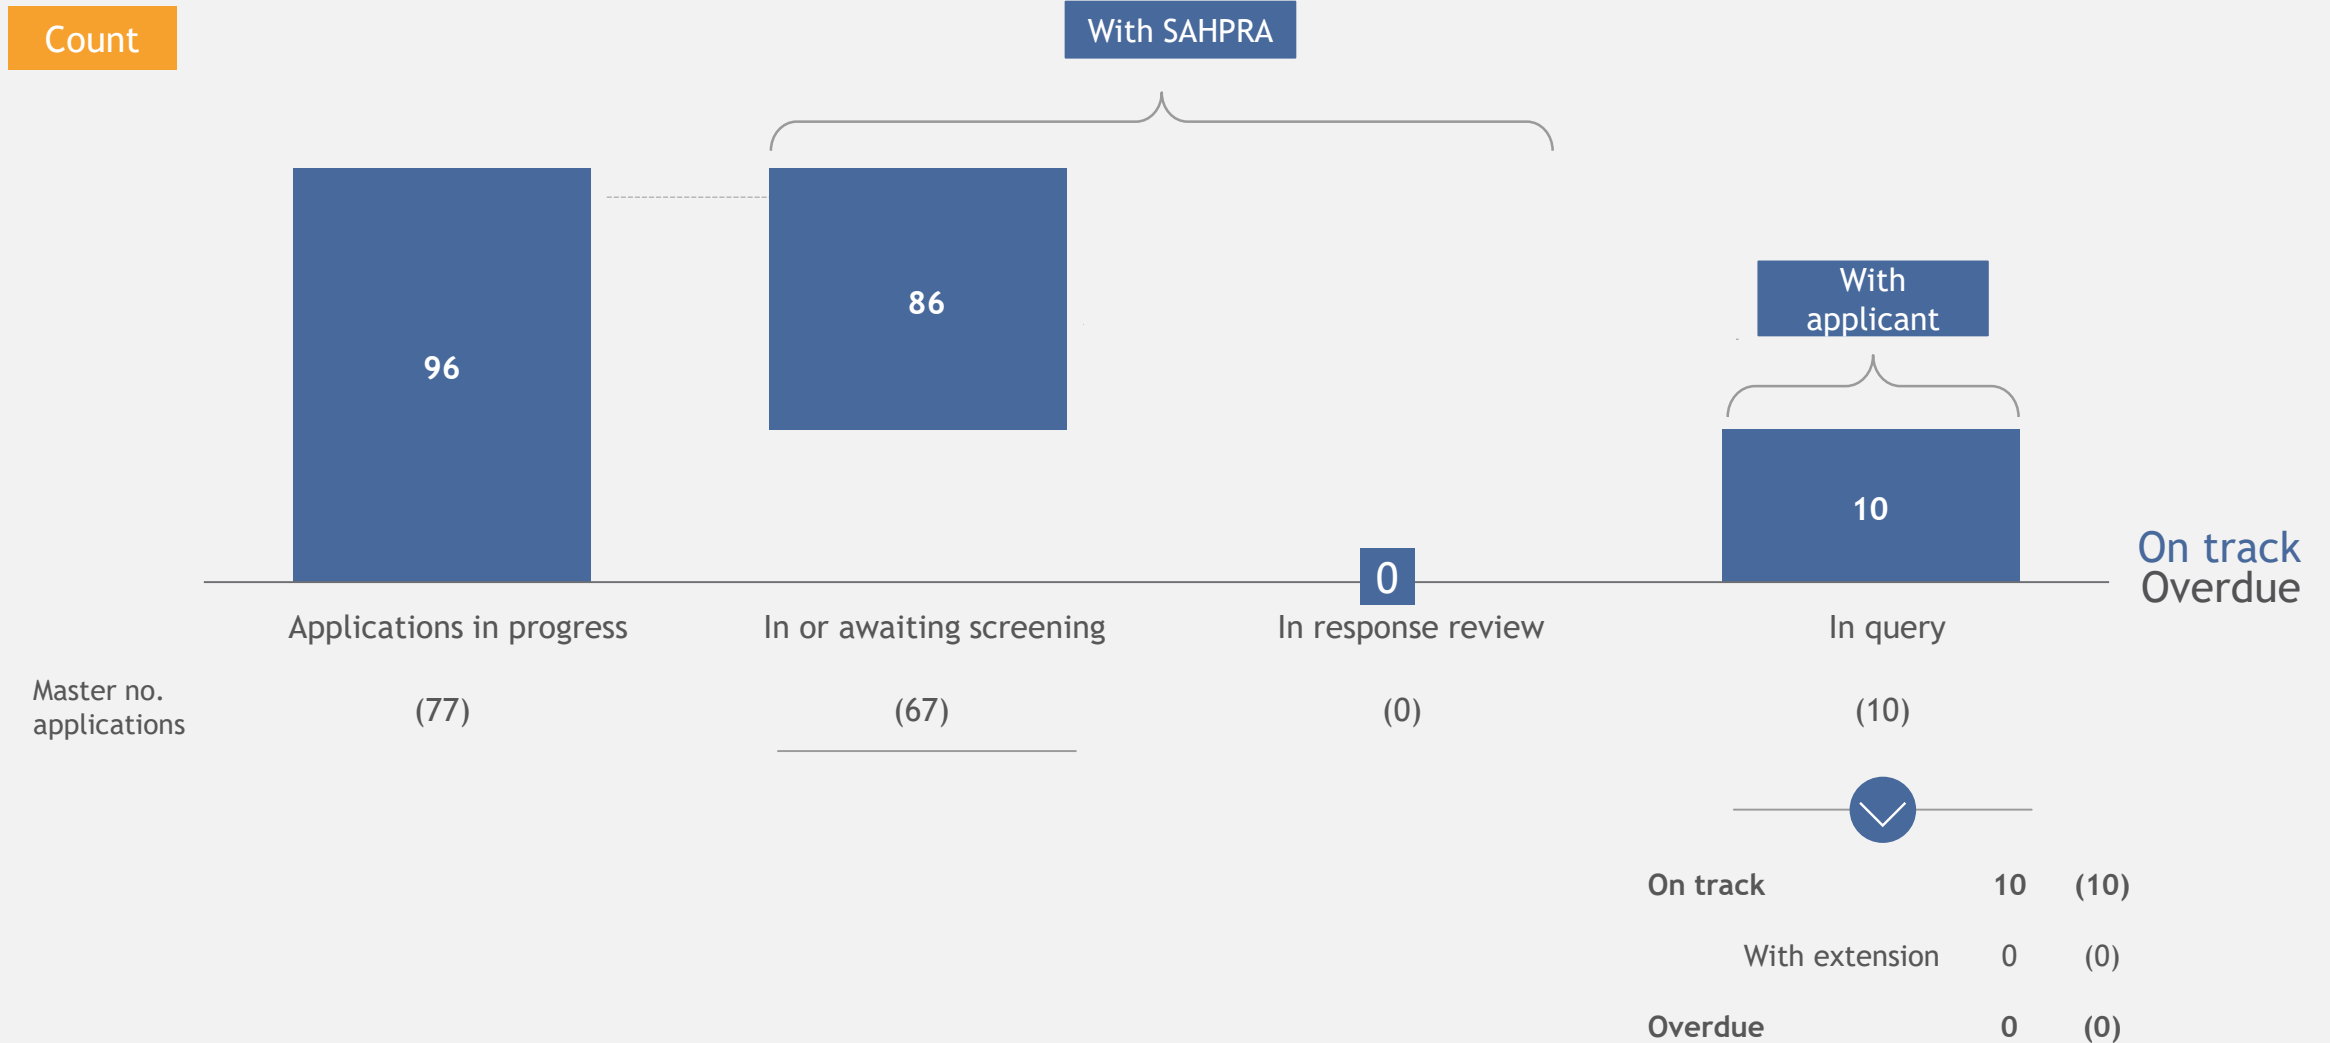 Count
With SAHPRA
96
86
With
applicant
10
0
On track
Overdue
Applications in progress
In or awaiting screening
In response review
In query
Master no.
applications
(77)
(67)
(0)
(10)
On track 10 (10)
With extension 0 (0)
Overdue 0 (0)